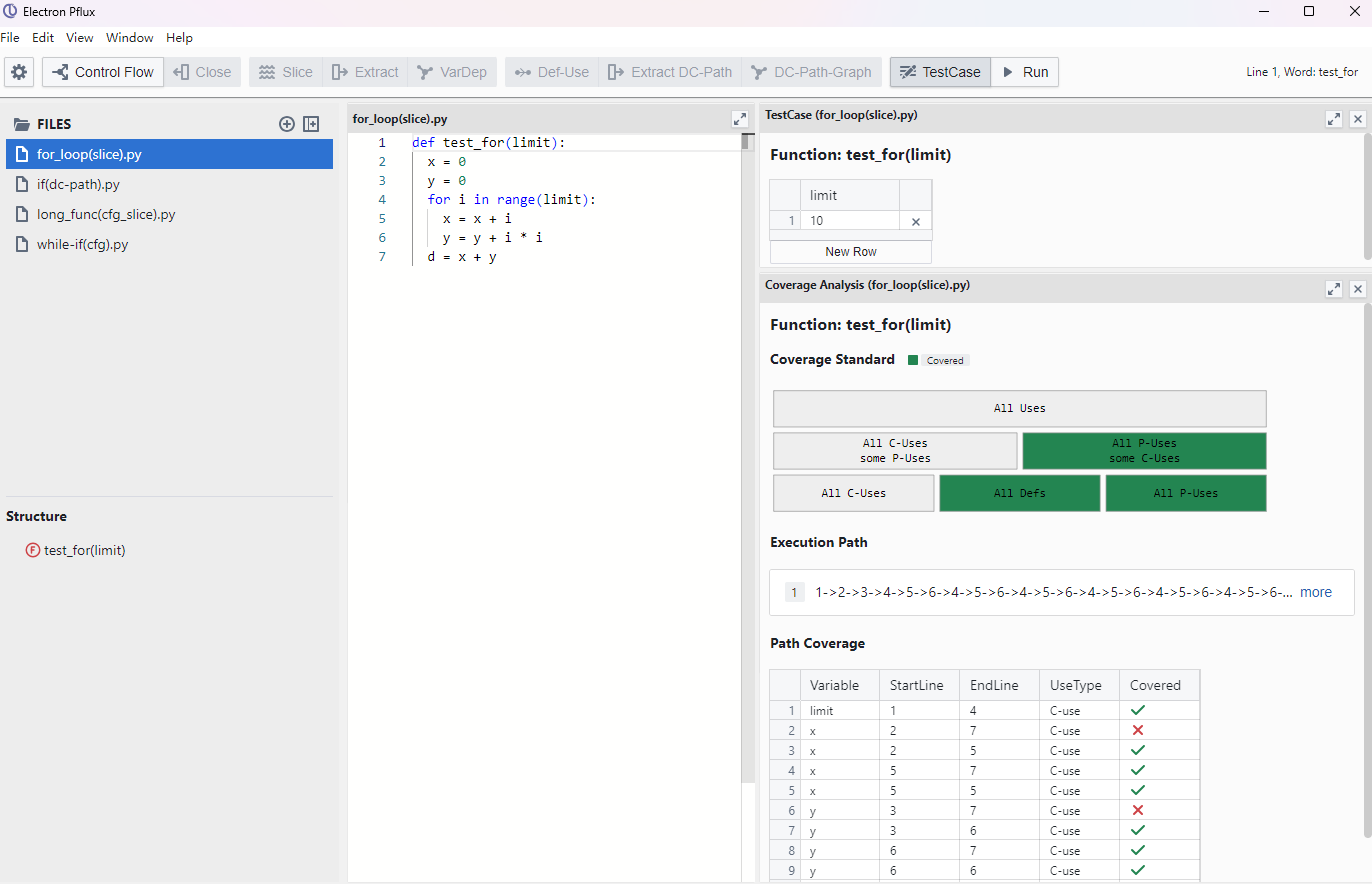 Electron Pflux
File Edit View Window Help
Control Flow Close Slice Extract VarDep Def-Use Extract DC-Path DC-Path-Graph TestCase Run Line 1, Word: test_for
FILES
for_loop(slice).py
if(dc-path).py
long_func(cfg_slice).py
while-if(cfg).py
Structure
F test_for(limit)
for_loop(slice).py
1 def test_for(limit):
2 x = 0
3 y = 0
4 for i in range(limit):
5 x = x + i
6 y = y + i * i
7 d = x + y
TestCase (for_loop(slice).py)
Function: test_for(limit)
limit
1 10
New Row
Coverage Analysis (for_loop(slice).py)
Function: test_for(limit)
Coverage Standard Covered
All Uses
All C-Uses
some P-Uses
All P-Uses
some C-Uses
All C-Uses
All Defs
All P-Uses
Execution Path
1 1->2->3->4->5->6->4->5->6->4->5->6->4->5->6->4->5->6->4->5->6-... more
Path Coverage
Variable StartLine EndLine UseType Covered
1 limit 1 4 C-use
2 x 2 7 C-use
3 x 2 5 C-use
4 x 5 7 C-use
5 x 5 5 C-use
6 y 3 7 C-use
7 y 3 6 C-use
8 y 6 7 C-use
9 y 6 6 C-use